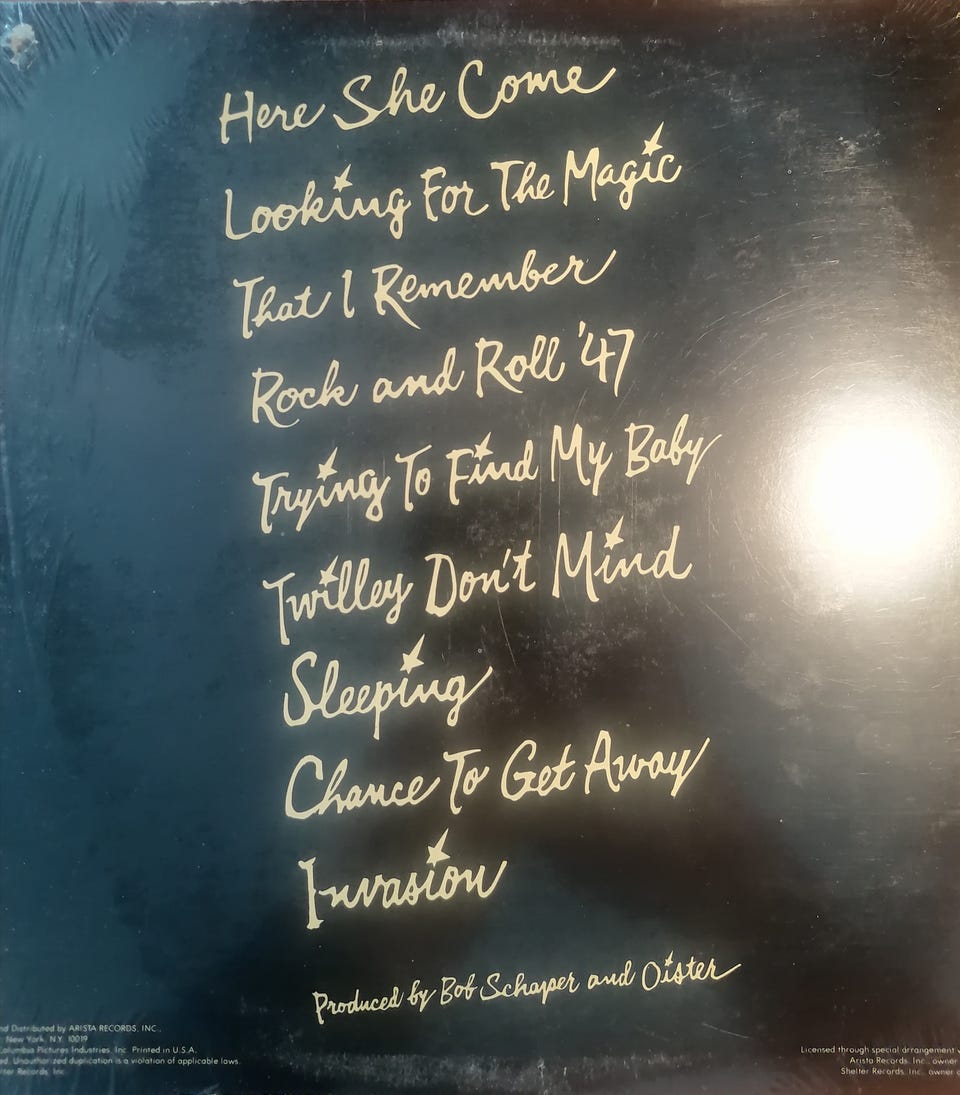 Here She Come
Looking For The Magic
That I Remember
Rock and Roll '47
Trying To Find My Baby
Twilley Don't Mind
Sleeping
Chance To Get Away
Invasion
Produced by Bob Schaper and Oister
nd Distributed by ARISTA RECORDS, INC.,
New York, N.Y. 10019
Columbia Pictures Industries, Inc. Printed in U.S.A.
ed. Unauthorized duplication is a violation of applicable laws.
lter Records, Inc.
Licensed through special arrangement
Arista Records, Inc., owner
Shelter Records, Inc., owner